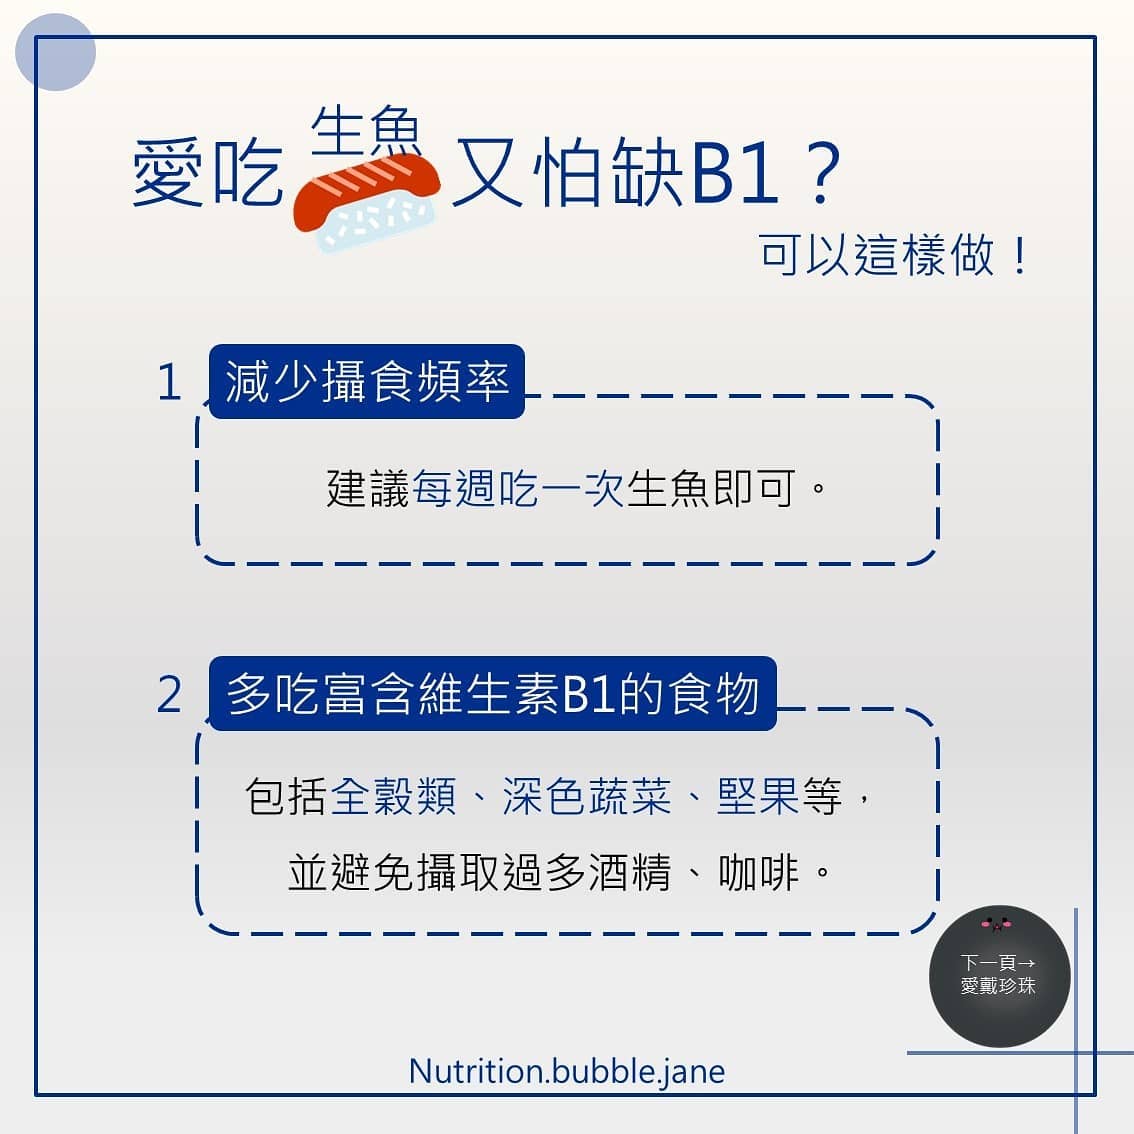 愛吃生魚又怕缺B1？
可以這樣做！
1 減少攝食頻率
建議每週吃一次生魚即可。
2 多吃富含維生素B1的食物
包括全穀類、深色蔬菜、堅果等，
並避免攝取過多酒精、咖啡。
下一頁→
愛戴珍珠
Nutrition.bubble.jane